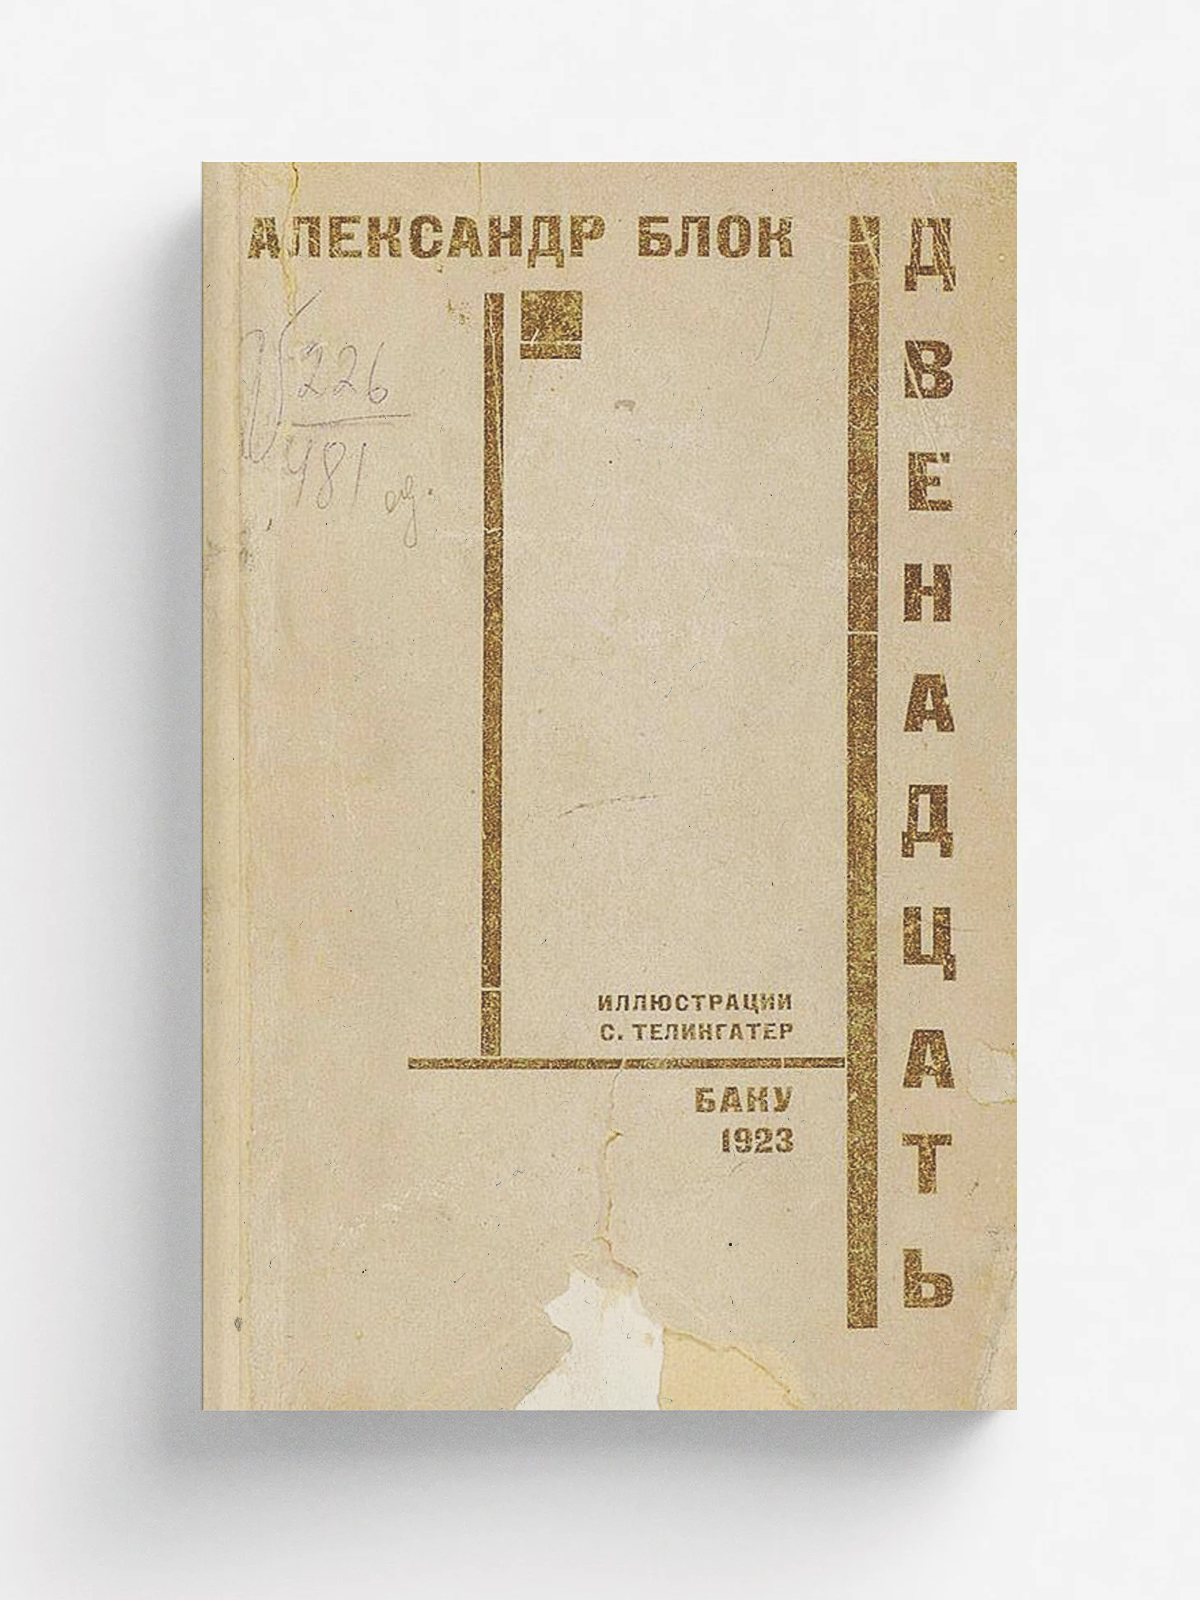 АЛЕКСАНДР БЛОК
ДВЕНАДЦАТЬ
226
481
ИЛЛЮСТРАЦИИ
С. ТЕЛИНГАТЕР
БАКУ
1923